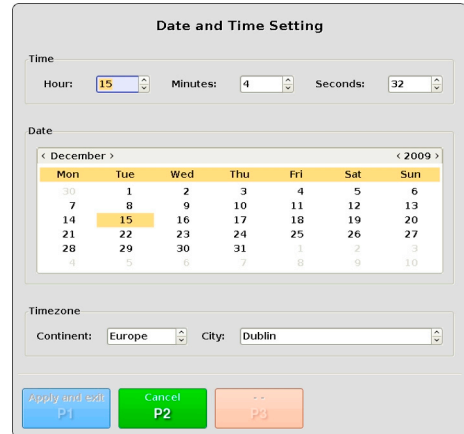 Date and Time Setting
Time
Hour: 15 Minutes: 4 Seconds: 32
Date
‹ December › ‹ 2009 ›
Mon Tue Wed Thu Fri Sat Sun
30 1 2 3 4 5 6
7 8 9 10 11 12 13
14 15 16 17 18 19 20
21 22 23 24 25 26 27
28 29 30 31 1 2 3
4 5 6 7 8 9 10
Timezone
Continent: Europe City: Dublin
Apply and exit Cancel - -
P1 P2 P3